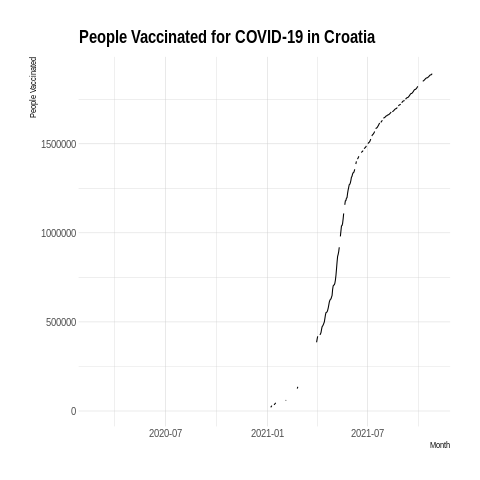 People Vaccinated for COVID-19 in Croatia
People Vaccinated
1500000
1000000
500000
0
2020-07 2021-01 2021-07
Month